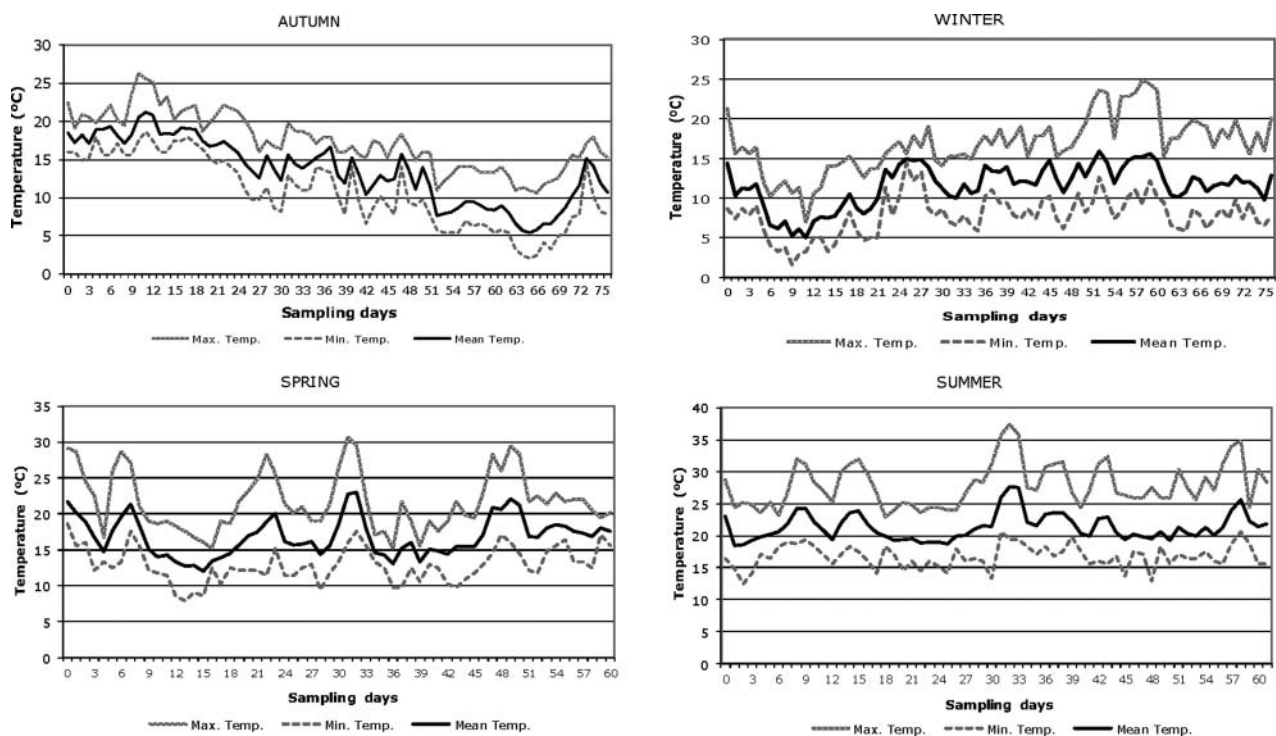 AUTUMN
Temperature (ºC)
30
25
20
15
10
5
0
0 3 6 9 12 15 18 21 24 27 30 33 36 39 42 45 48 51 54 57 60 63 66 69 72 75
Sampling days
Max. Temp. Min. Temp. Mean Temp.
WINTER
Temperature (ºC)
30
25
20
15
10
5
0
0 3 6 9 12 15 18 21 24 27 30 33 36 39 42 45 48 51 54 57 60 63 66 69 72 75
Sampling days
Max. Temp. Min. Temp. Mean Temp.
SPRING
Temperature (ºC)
35
30
25
20
15
10
5
0
0 3 6 9 12 15 18 21 24 27 30 33 36 39 42 45 48 51 54 57 60
Sampling days
Max. Temp. Min. Temp. Mean Temp.
SUMMER
Temperature (ºC)
40
35
30
25
20
15
10
5
0
0 3 6 9 12 15 18 21 24 27 30 33 36 39 42 45 48 51 54 57 60
Sampling days
Max. Temp. Min. Temp. Mean Temp.